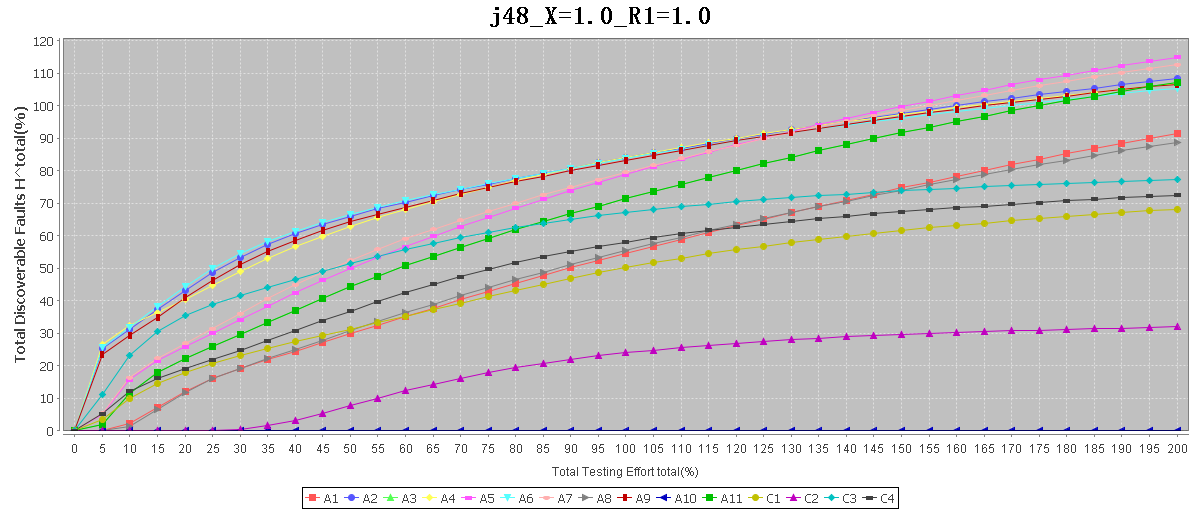 j48_X=1.0_R1=1.0
Total Discoverable Faults H^total(%)
120
110
100
90
80
70
60
50
40
30
20
10
0
0 5 10 15 20 25 30 35 40 45 50 55 60 65 70 75 80 85 90 95 100 105 110 115 120 125 130 135 140 145 150 155 160 165 170 175 180 185 190 195 200
Total Testing Effort total(%)
A1 A2 A3 A4 A5 A6 A7 A8 A9 A10 A11 C1 C2 C3 C4